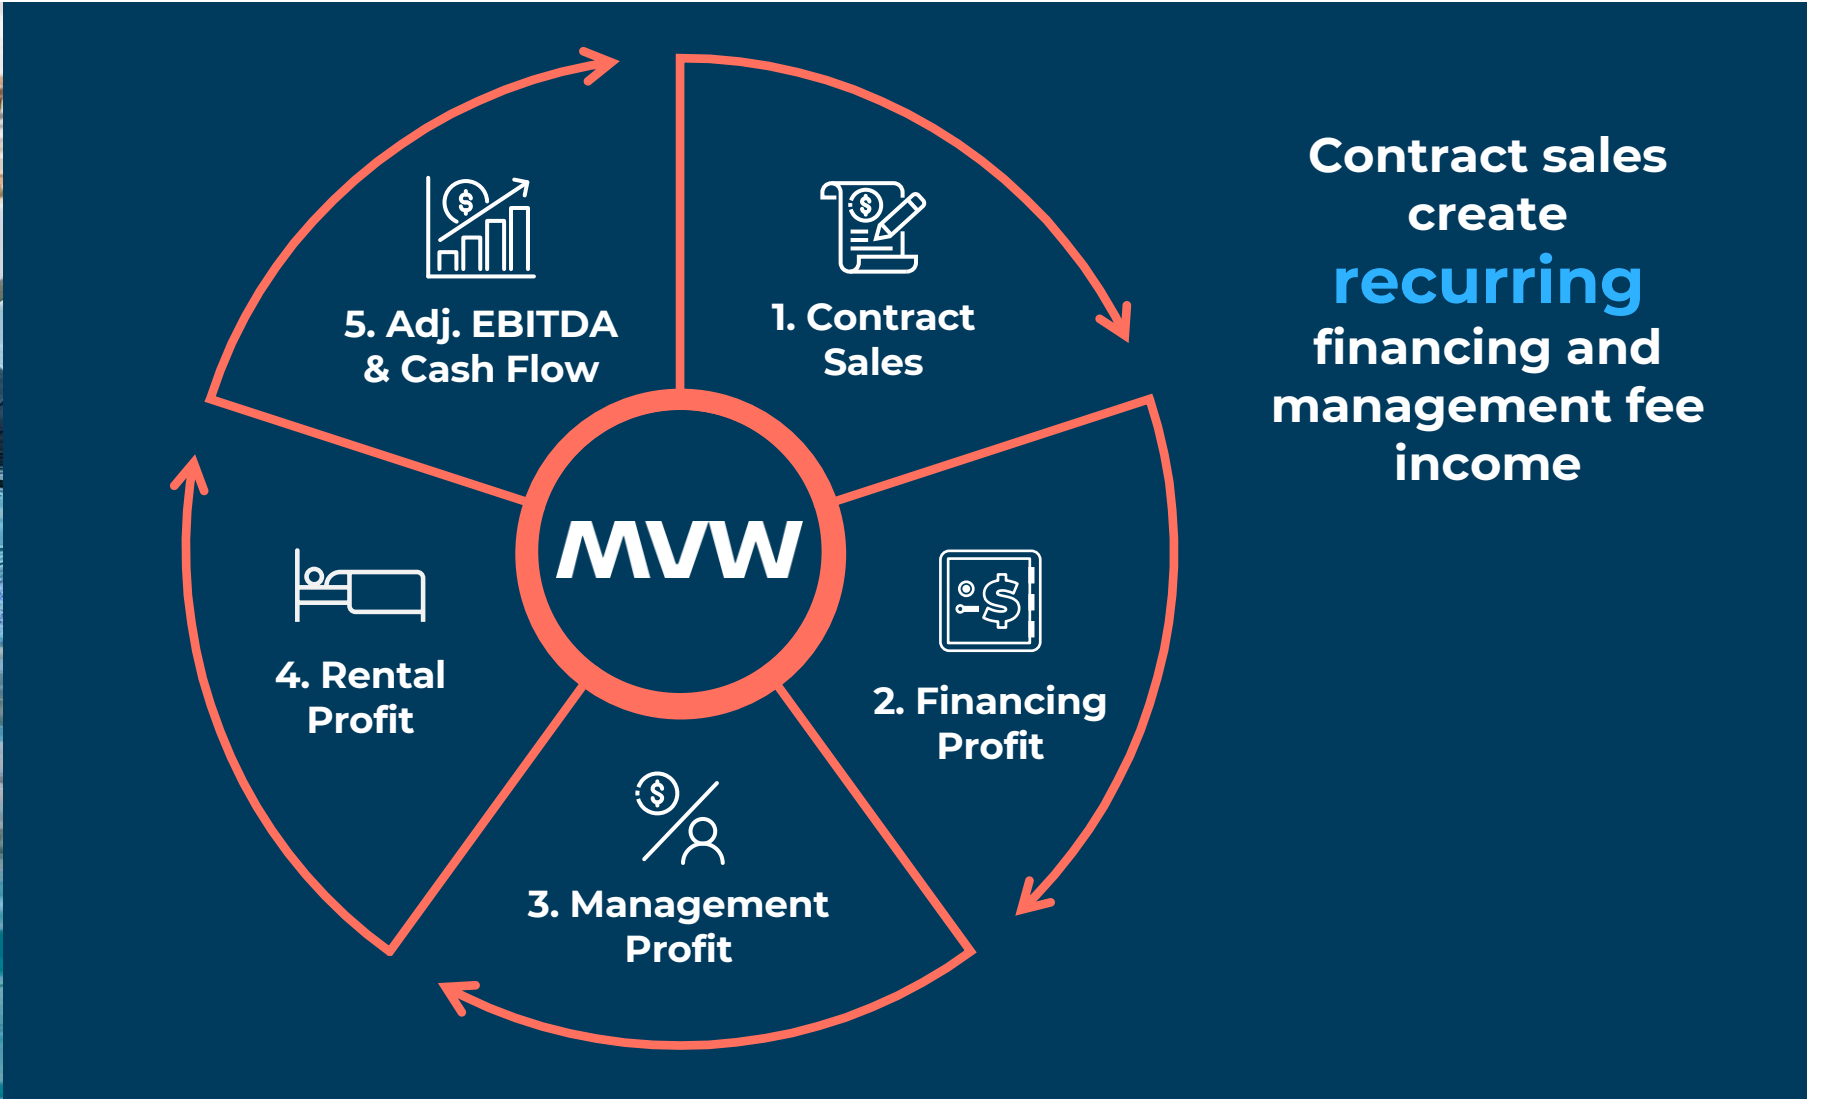 1. Contract
Sales
2. Financing
Profit
3. Management
Profit
4. Rental
Profit
5. Adj. EBITDA
& Cash Flow
MVW
Contract sales
create
recurring
financing and
management fee
income